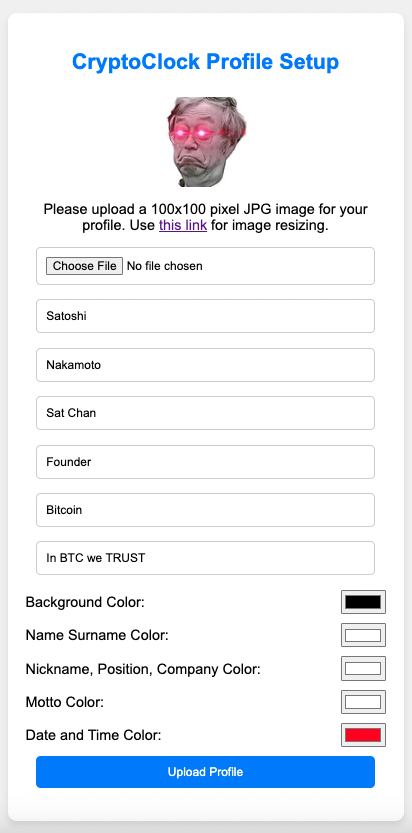 CryptoClock Profile Setup
Please upload a 100x100 pixel JPG image for your
profile. Use this link for image resizing.
Choose File No file chosen
Satoshi
Nakamoto
Sat Chan
Founder
Bitcoin
In BTC we TRUST
Background Color:
Name Surname Color:
Nickname, Position, Company Color:
Motto Color:
Date and Time Color:
Upload Profile